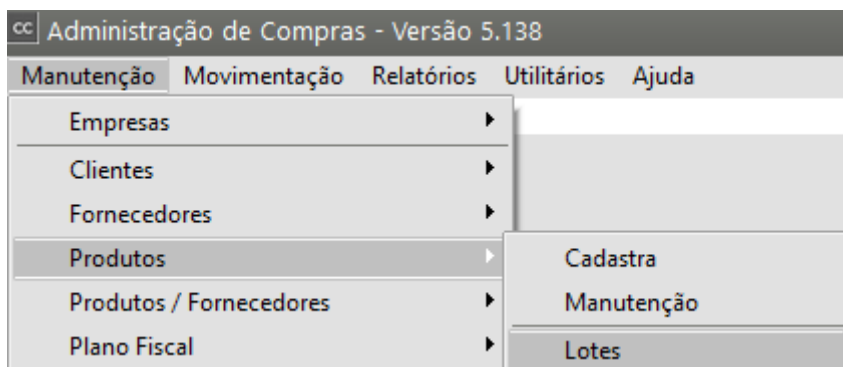 cc Administração de Compras - Versão 5.138
Manutenção Movimentação Relatórios Utilitários Ajuda
Empresas
Clientes
Fornecedores
Produtos
Cadastra
Produtos / Fornecedores
Manutenção
Plano Fiscal
Lotes